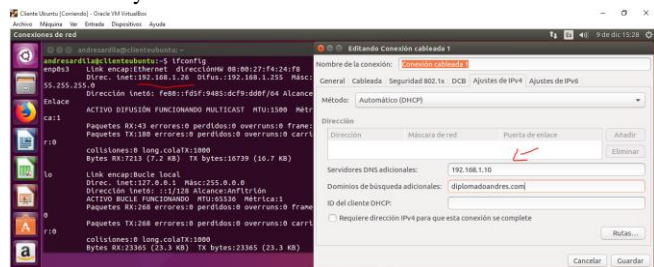 Cliente Ubuntu [Corriendo] - Oracle VM VirtualBox
Archivo Máquina Ver Entrada Dispositivos Ayuda
Conexiones de red
Es
9 de dic 15:28
andresardila@clienteubuntu: ~
andresardila@clienteubuntu:~$ ifconfig
enp0s3 Link encap:Ethernet direcciónHW 08:00:27:f4:24:f8
Direc. inet:192.168.1.26 Difus.:192.168.1.255 Másc:
55.255.255.0
Dirección inet6: fe80::fd5f:9485:dcf9:dd0f/64 Alcance
Enlace
ACTIVO DIFUSIÓN FUNCIONANDO MULTICAST MTU:1500 Métr
ca:1
Paquetes RX:43 errores:0 perdidos:0 overruns:0 frame:
Paquetes TX:180 errores:0 perdidos:0 overruns:0 carri
r:0
colisiones:0 long.colaTX:1000
Bytes RX:7213 (7.2 KB) TX bytes:16739 (16.7 KB)
lo Link encap:Bucle local
Direc. inet:127.0.0.1 Másc:255.0.0.0
Dirección inet6: ::1/128 Alcance:Anfitrión
ACTIVO BUCLE FUNCIONANDO MTU:65536 Métrica:1
Paquetes RX:268 errores:0 perdidos:0 overruns:0 frame
0
Paquetes TX:268 errores:0 perdidos:0 overruns:0 carri
r:0
colisiones:0 long.colaTX:1000
Bytes RX:23365 (23.3 KB) TX bytes:23365 (23.3 KB)
Editando Conexión cableada 1
Nombre de la conexión: Conexión cableada 1
General Cableada Seguridad 802.1x DCB Ajustes de IPv4 Ajustes de IPv6
Método: Automático (DHCP)
Dirección
Dirección Máscara de red Puerta de enlace Añadir
Eliminar
Servidores DNS adicionales: 192.168.1.10
Dominios de búsqueda adicionales: diplomadoandres.com
ID del cliente DHCP:
Requiere dirección IPv4 para que esta conexión se complete
Rutas...
Cancelar Guardar